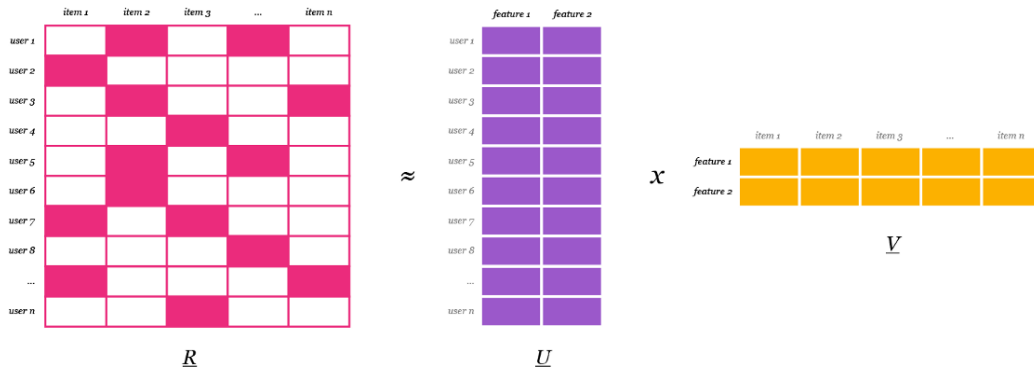 item 1 item 2 item 3 ... item n
user 1
user 2
user 3
user 4
user 5
user 6
user 7
user 8
...
user n
R
≈
feature 1 feature 2
user 1
user 2
user 3
user 4
user 5
user 6
user 7
user 8
...
user n
U
x
item 1 item 2 item 3 ... item n
feature 1
feature 2
V